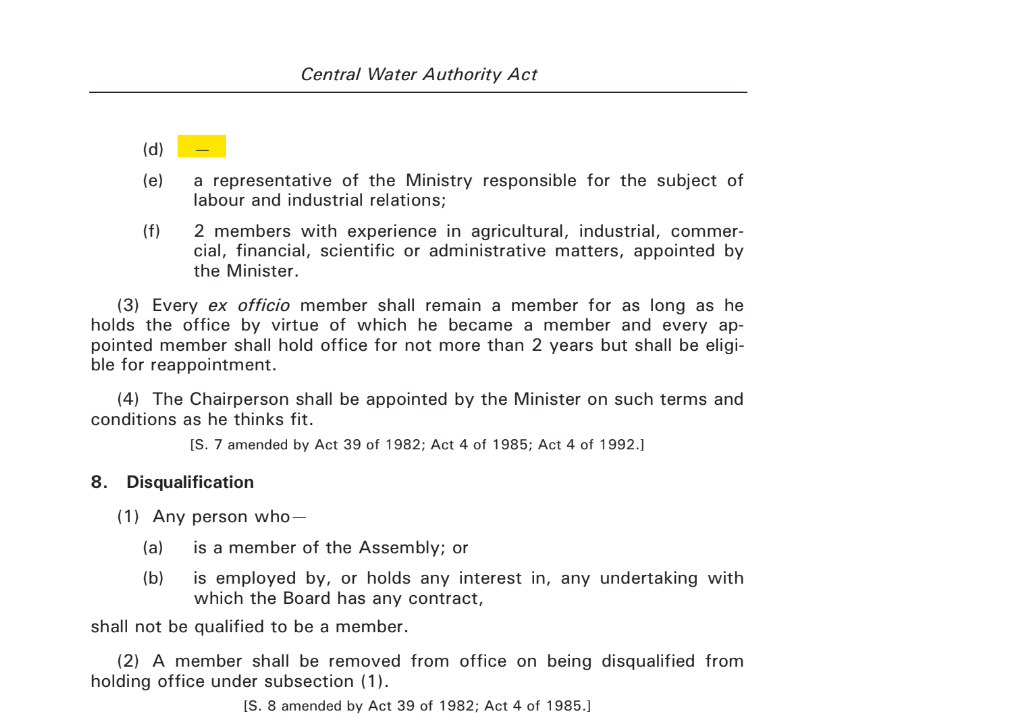 Central Water Authority Act
(d) —
(e) a representative of the Ministry responsible for the subject of
labour and industrial relations;
(f) 2 members with experience in agricultural, industrial, commer-
cial, financial, scientific or administrative matters, appointed by
the Minister.
(3) Every ex officio member shall remain a member for as long as he
holds the office by virtue of which he became a member and every ap-
pointed member shall hold office for not more than 2 years but shall be eligi-
ble for reappointment.
(4) The Chairperson shall be appointed by the Minister on such terms and
conditions as he thinks fit.
[S. 7 amended by Act 39 of 1982; Act 4 of 1985; Act 4 of 1992.]
8. Disqualification
(1) Any person who—
(a) is a member of the Assembly; or
(b) is employed by, or holds any interest in, any undertaking with
which the Board has any contract,
shall not be qualified to be a member.
(2) A member shall be removed from office on being disqualified from
holding office under subsection (1).
[S. 8 amended by Act 39 of 1982; Act 4 of 1985.]